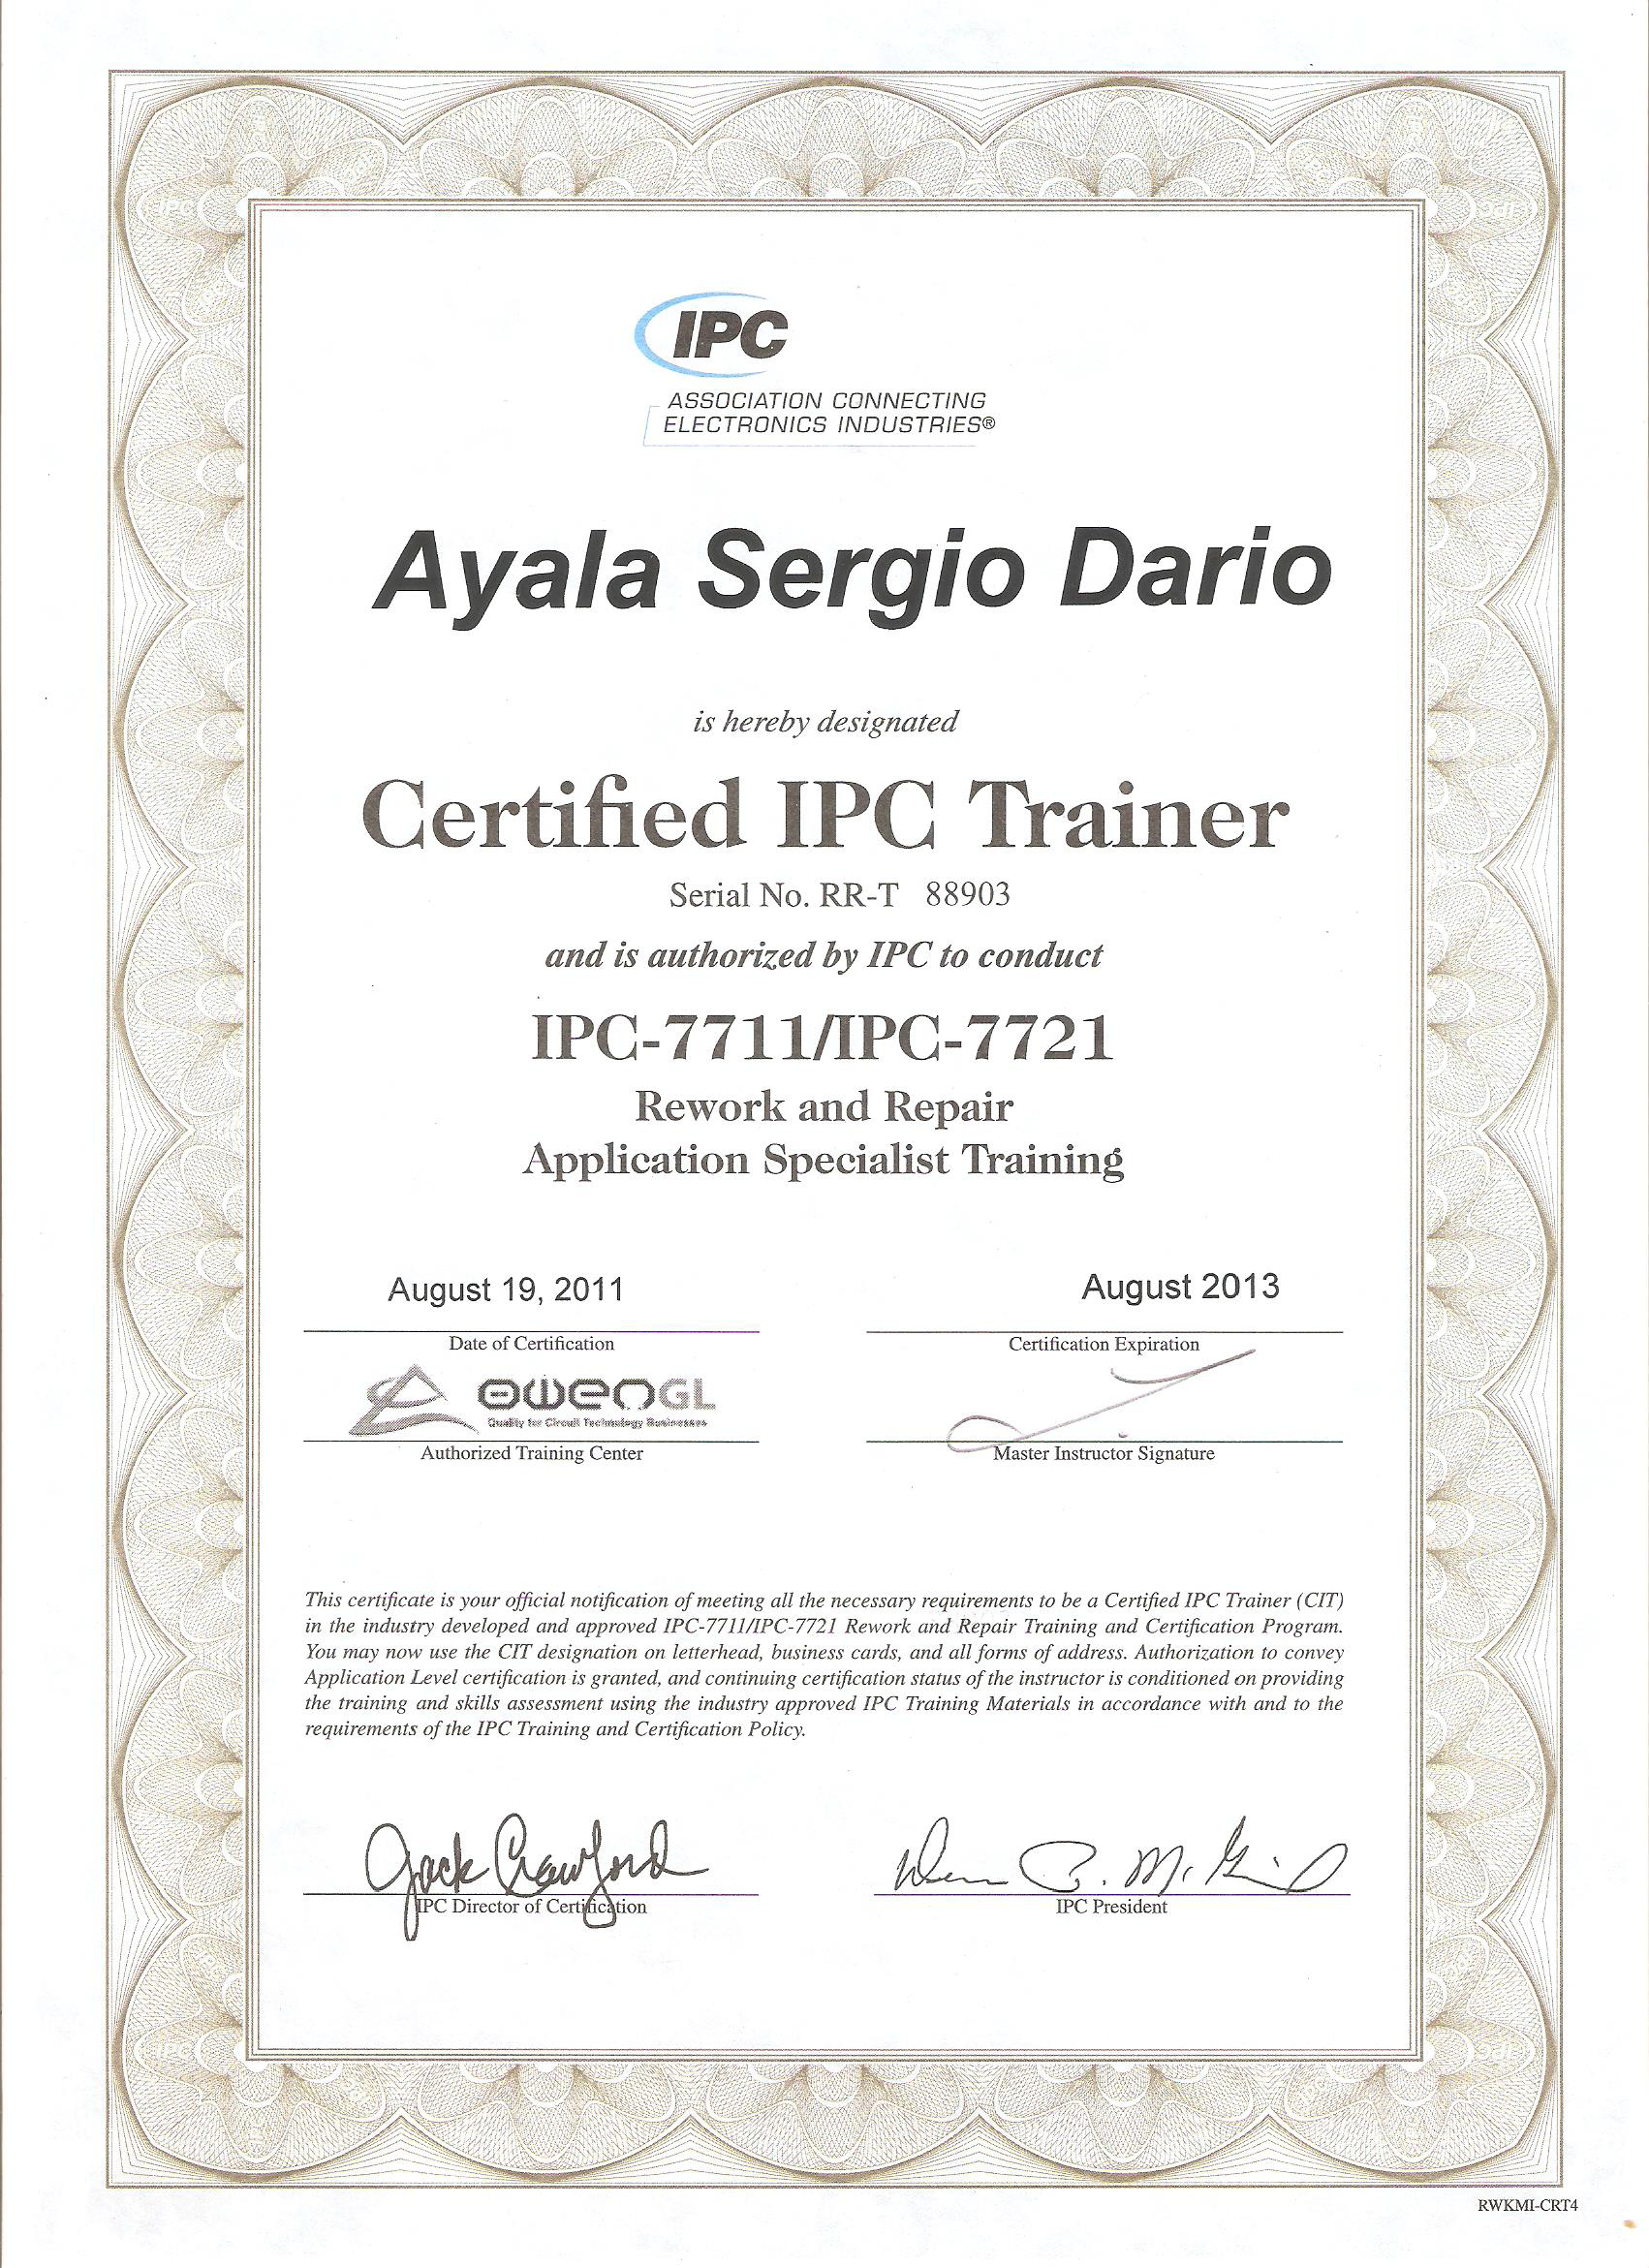 IPC
ASSOCIATION CONNECTING
ELECTRONICS INDUSTRIES®
Ayala Sergio Dario
is hereby designated
Certified IPC Trainer
Serial No. RR-T 88903
and is authorized by IPC to conduct
IPC-7711/IPC-7721
Rework and Repair
Application Specialist Training
August 19, 2011
August 2013
Date of Certification
Certification Expiration
OWENGL
Quality for Circuit Technology Businesses
Authorized Training Center
Master Instructor Signature
This certificate is your official notification of meeting all the necessary requirements to be a Certified IPC Trainer (CIT)
in the industry developed and approved IPC-7711/IPC-7721 Rework and Repair Training and Certification Program.
You may now use the CIT designation on letterhead, business cards, and all forms of address. Authorization to convey
Application Level certification is granted, and continuing certification status of the instructor is conditioned on providing
the training and skills assessment using the industry approved IPC Training Materials in accordance with and to the
requirements of the IPC Training and Certification Policy.
Jack Crawford
IPC Director of Certification
IPC President
RWKMI-CRT4